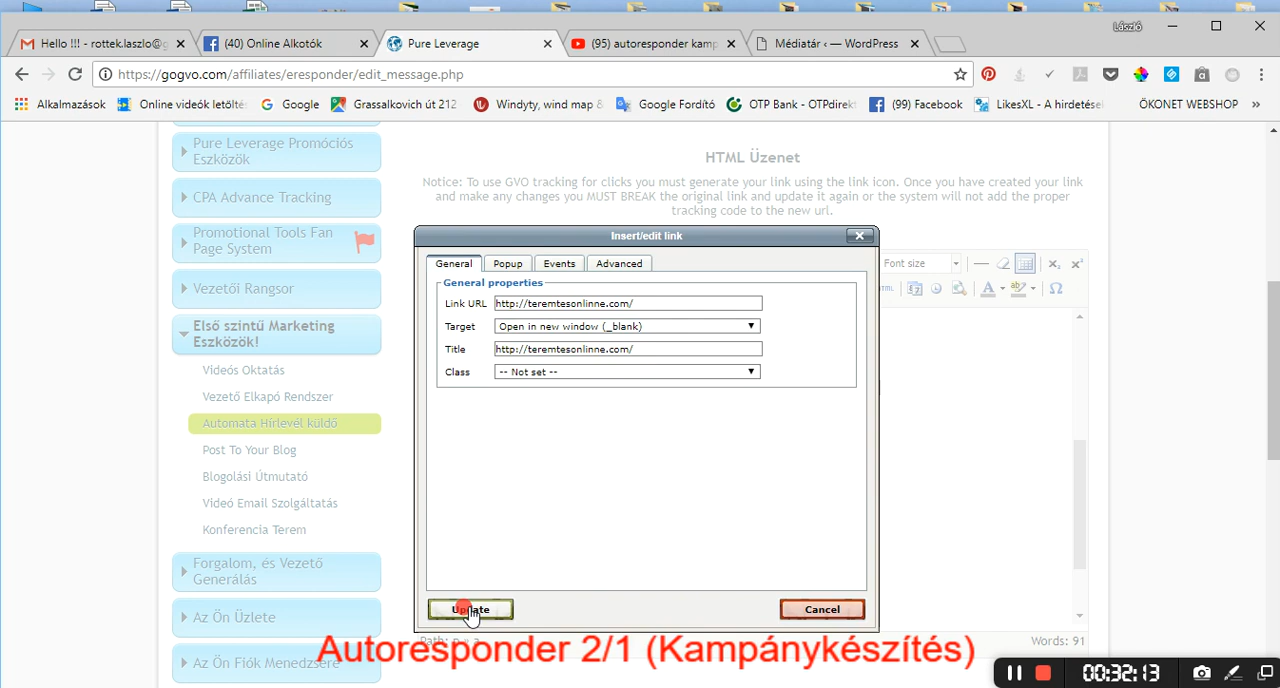 László
Hello !!! - rottek.laszlo@g
(40) Online Alkotók
Pure Leverage
(95) autoresponder kamp
Médiatár ‹ — WordPress
https://gogvo.com/affiliates/eresponder/edit_message.php
Alkalmazások
Online videók letöltés
Google
Grassalkovich út 212
Windyty, wind map &
Google Fordító
OTP Bank - OTPdirekt
(99) Facebook
LikesXL - A hirdetése
ÖKONET WEBSHOP
»
Pure Leverage Promóciós
Eszközök
CPA Advance Tracking
Promotional Tools Fan
Page System
Vezetői Rangsor
Első szintű Marketing
Eszközök!
Videós Oktatás
Vezető Elkapó Rendszer
Automata Hírlevél küldő
Post To Your Blog
Blogolási Útmutató
Videó Email Szolgáltatás
Konferencia Terem
Forgalom, és Vezető
Generálás
Az Ön Üzlete
Az Ön Fiók Menedzsere
HTML Üzenet
Notice: To use GVO tracking for clicks you must generate your link using the link icon. Once you have created your link
and make any changes you MUST BREAK the original link and update it again or the system will not add the proper
tracking code to the new url.
Font size
Insert/edit link
General
Popup
Events
Advanced
General properties
Link URL http://teremtesonlinne.com/
Target Open in new window (_blank)
Title http://teremtesonlinne.com/
Class -- Not set --
Update
Cancel
Path: p » a
Words: 91
Autoresponder 2/1 (Kampánykészítés)
00:32:13